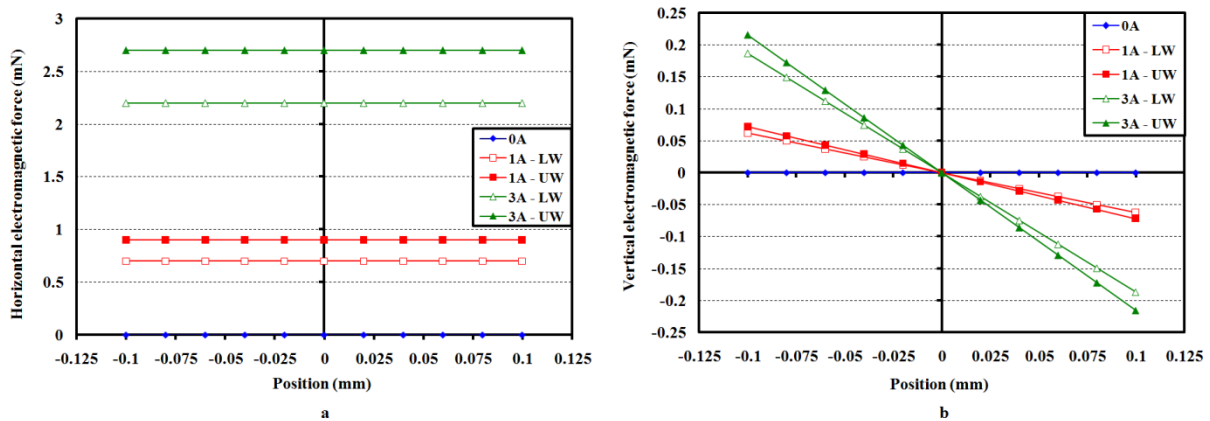 3
2.5
2
1.5
1
0.5
0
Horizontal electromagnetic force (mN)
0A
1A - LW
1A - UW
3A - LW
3A - UW
-0.125 -0.1 -0.075 -0.05 -0.025 0 0.025 0.05 0.075 0.1 0.125
Position (mm)
a
0.25
0.2
0.15
0.1
0.05
0
-0.05
-0.1
-0.15
-0.2
-0.25
Vertical electromagnetic force (mN)
0A
1A - LW
1A - UW
3A - LW
3A - UW
-0.125 -0.1 -0.075 -0.05 -0.025 0 0.025 0.05 0.075 0.1 0.125
Position (mm)
b